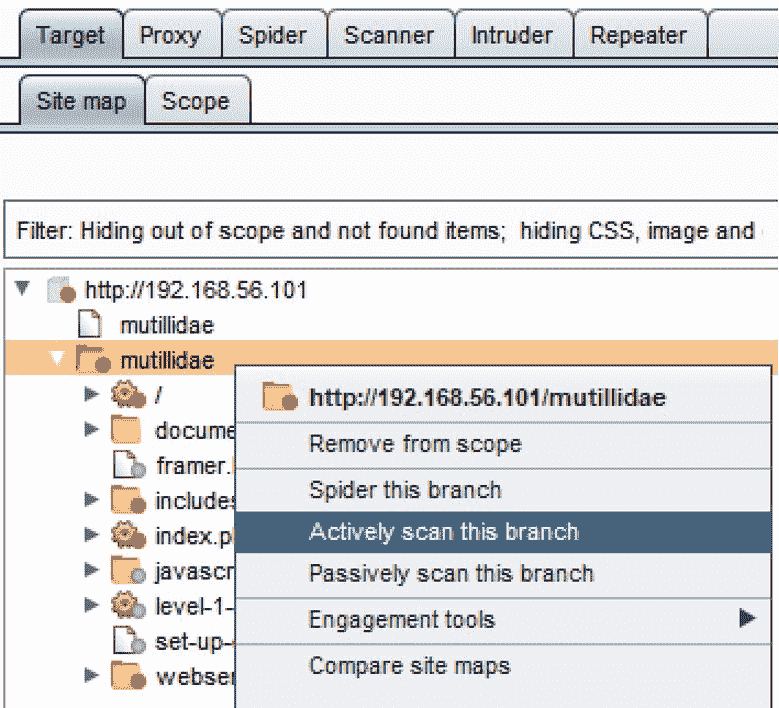 Target Proxy Spider Scanner Intruder Repeater
Site map Scope
Filter: Hiding out of scope and not found items; hiding CSS, image and
http://192.168.56.101
mutillidae
mutillidae
/
docume
framer.
includes
index.p
javascr
level-1-
set-up-
webser
http://192.168.56.101/mutillidae
Remove from scope
Spider this branch
Actively scan this branch
Passively scan this branch
Engagement tools
Compare site maps